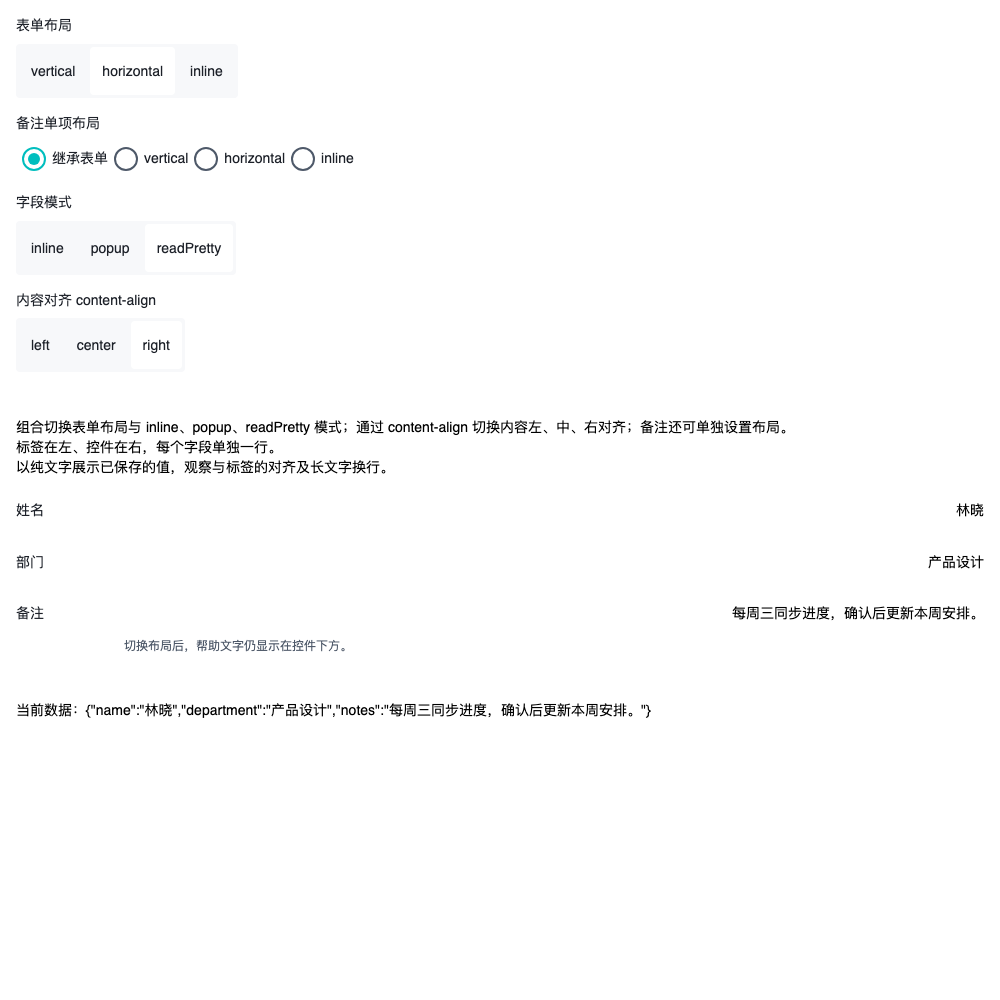 表单布局
vertical horizontal inline
备注单项布局
继承表单 vertical horizontal inline
字段模式
inline popup readPretty
内容对齐 content-align
left center right
组合切换表单布局与 inline、popup、readPretty 模式；通过 content-align 切换内容左、中、右对齐；备注还可单独设置布局。
标签在左、控件在右，每个字段单独一行。
以纯文字展示已保存的值，观察与标签的对齐及长文字换行。
姓名 林晓
部门 产品设计
备注 每周三同步进度，确认后更新本周安排。
切换布局后，帮助文字仍显示在控件下方。
当前数据：{"name":"林晓","department":"产品设计","notes":"每周三同步进度，确认后更新本周安排。"}